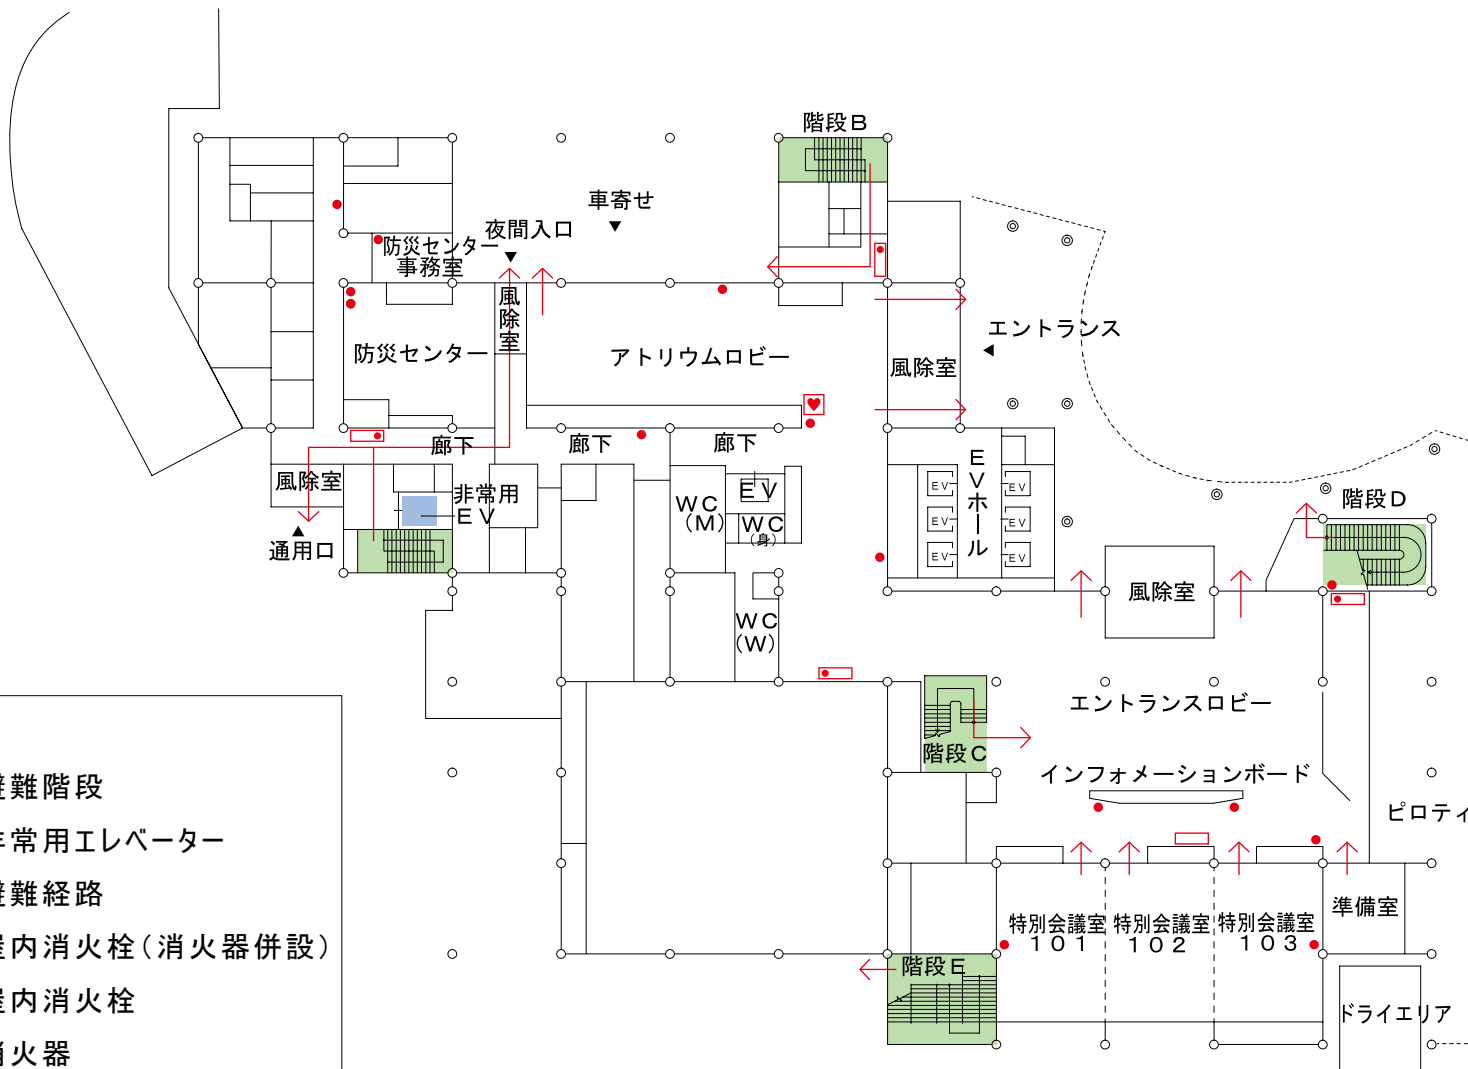 階段B
車寄せ
夜間入口
防災センター
事務室
風除室
エントランス
防災センター
アトリウムロビー
風除室
廊下
廊下
廊下
EVホール
風除室
非常用
EV
WC
(M)
EV
WC
(身)
EV
EV
EV
EV
EV
EV
階段D
通用口
風除室
WC
(W)
エントランスロビー
階段C
インフォメーションボード
難階段
常用エレベーター
ピロティ
難経路
準備室
特別会議室
101
特別会議室
102
特別会議室
103
内消火栓(消火器併設)
階段E
内消火栓
ドライエリア
火器